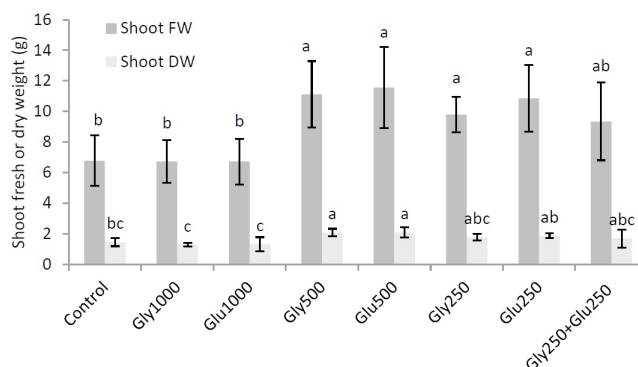 16
14
12
10
8
6
4
2
0
Shoot fresh or dry weight (g)
Shoot FW
Shoot DW
b
bc
b
c
b
c
a
a
a
a
a
abc
a
ab
ab
abc
Control
Gly1000
Glu1000
Gly500
Glu500
Gly250
Glu250
Gly250+Glu250